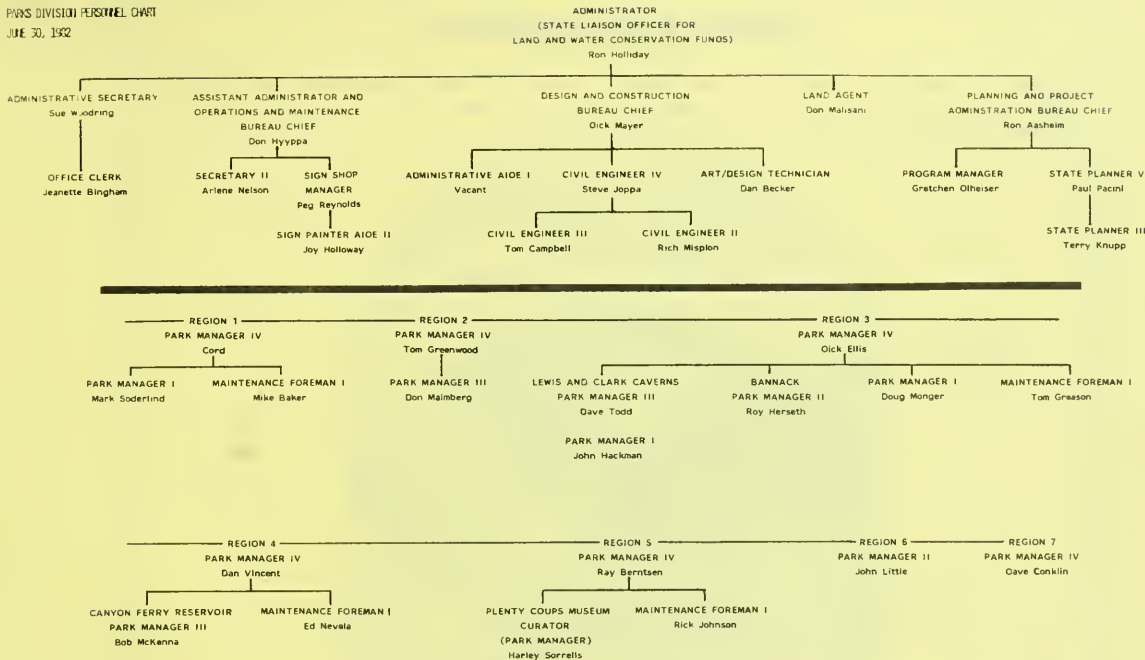 PARKS DIVISION PERSONNEL CHART
JUNE 30, 1982
ADMINISTRATOR
(STATE LIAISON OFFICER FOR
LAND AND WATER CONSERVATION FUNDS)
Ron Holliday
ADMINISTRATIVE SECRETARY
Sue Woodring
OFFICE CLERK
Jeanette Bingham
ASSISTANT ADMINISTRATOR AND
OPERATIONS AND MAINTENANCE
BUREAU CHIEF
Don Hyyppa
SECRETARY II
Arlene Nelson
SIGN SHOP
MANAGER
Peg Reynolds
SIGN PAINTER AIDE II
Joy Holloway
DESIGN AND CONSTRUCTION
BUREAU CHIEF
Dick Mayer
ADMINISTRATIVE AIDE I
Vacant
CIVIL ENGINEER IV
Steve Joppa
ART/DESIGN TECHNICIAN
Dan Becker
CIVIL ENGINEER III
Tom Campbell
CIVIL ENGINEER II
Rich Misplon
LAND AGENT
Don Malisani
PLANNING AND PROJECT
ADMINSTRATION BUREAU CHIEF
Ron Aasheim
PROGRAM MANAGER
Gretchen Olheiser
STATE PLANNER V
Paul Pacini
STATE PLANNER III
Terry Knupp
REGION 1
PARK MANAGER IV
Cord
PARK MANAGER I
Mark Soderlind
MAINTENANCE FOREMAN I
Mike Baker
REGION 2
PARK MANAGER IV
Tom Greenwood
PARK MANAGER III
Don Malmberg
REGION 3
PARK MANAGER IV
Dick Ellis
LEWIS AND CLARK CAVERNS
PARK MANAGER III
Dave Todd
PARK MANAGER I
John Hackman
BANNACK
PARK MANAGER II
Roy Herseth
PARK MANAGER I
Doug Monger
MAINTENANCE FOREMAN I
Tom Greason
REGION 4
PARK MANAGER IV
Dan Vincent
CANYON FERRY RESERVOIR
PARK MANAGER III
Bob McKenna
MAINTENANCE FOREMAN I
Ed Nevala
REGION 5
PARK MANAGER IV
Ray Berntsen
PLENTY COUPS MUSEUM
CURATOR
(PARK MANAGER)
Harley Sorrells
MAINTENANCE FOREMAN I
Rick Johnson
REGION 6
PARK MANAGER II
John Little
REGION 7
PARK MANAGER IV
Dave Conklin